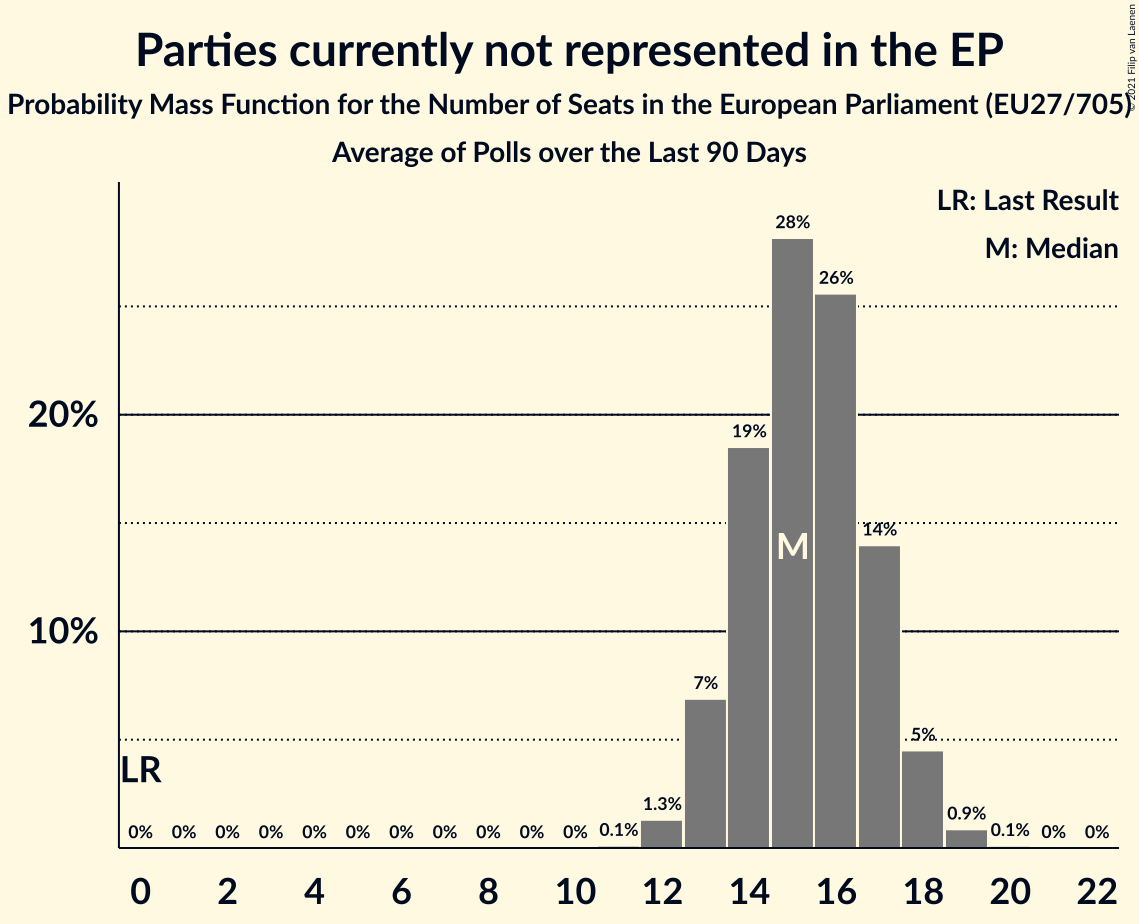 Parties currently not represented in the EP
Probability Mass Function for the Number of Seats in the European Parliament (EU27/705)
Average of Polls over the Last 90 Days
© 2021 Filip van Laenen
LR: Last Result
M: Median
28%
26%
20%
19%
14%
M
10%
7%
5%
LR
1.3%
0.9%
0% 0% 0% 0% 0% 0% 0% 0% 0% 0% 0% 0.1% 0.1% 0% 0%
0 2 4 6 8 10 12 14 16 18 20 22